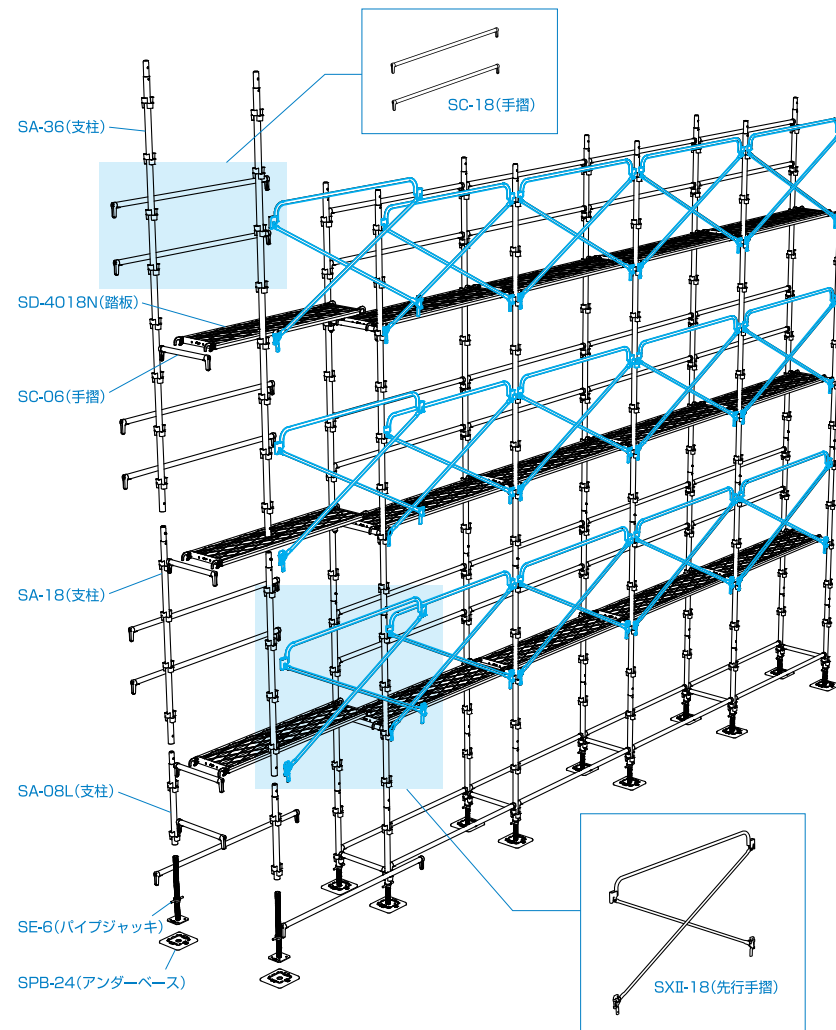 SC-18(手摺)
SA-36(支柱)
SD-4018N(踏板)
SC-06(手摺)
SA-18(支柱)
SA-08L(支柱)
SE-6(パイプジャッキ)
SPB-24(アンダーベース)
SXⅡ-18(先行手摺)